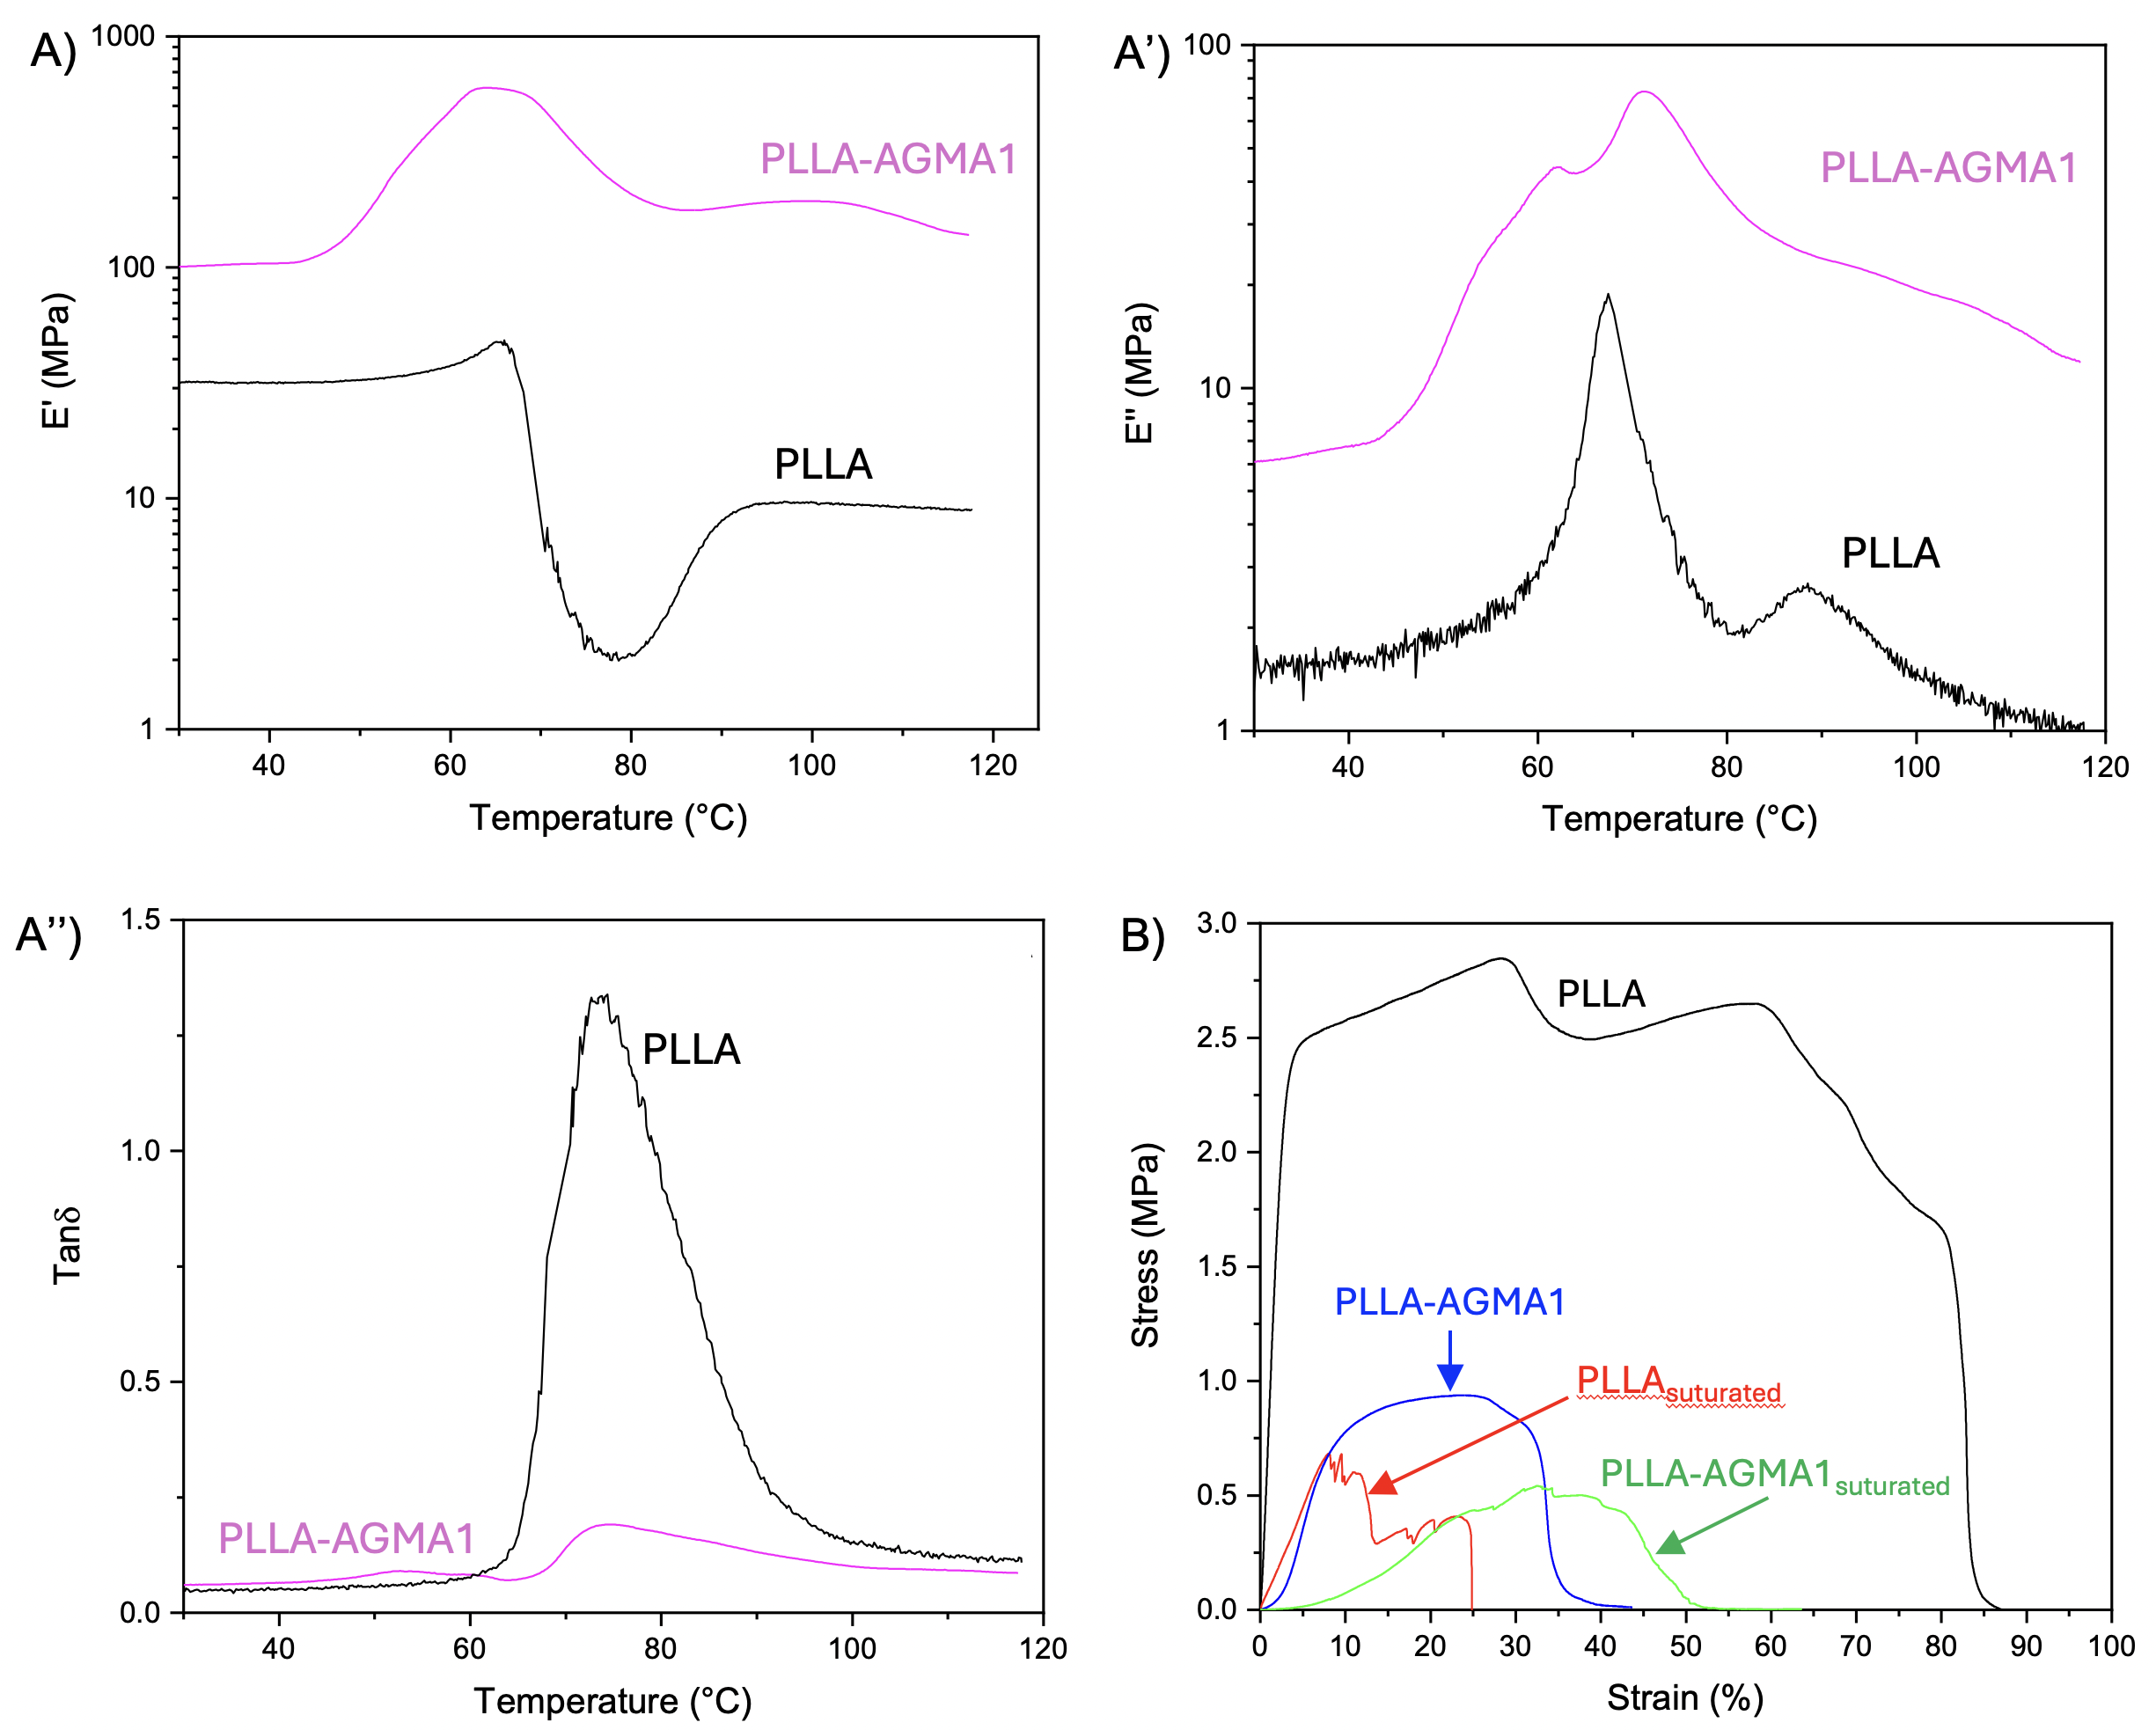 A)
1000
100
10
1
E' (MPa)
PLLA-AGMA1
PLLA
40 60 80 100 120
Temperature (°C)
A’)
100
10
1
E" (MPa)
PLLA-AGMA1
PLLA
40 60 80 100 120
Temperature (°C)
A’’)
1.5
1.0
0.5
0.0
Tanδ
PLLA
PLLA-AGMA1
40 60 80 100 120
Temperature (°C)
B)
3.0
2.5
2.0
1.5
1.0
0.5
0.0
Stress (MPa)
PLLA
PLLA-AGMA1
PLLAsuturated
PLLA-AGMA1suturated
0 10 20 30 40 50 60 70 80 90 100
Strain (%)